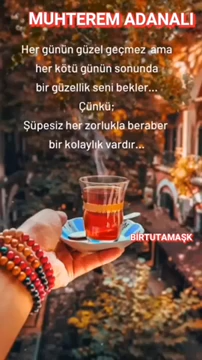 MUHTEREM ADANALI
Her günün güzel geçmez ama
her kötü günün sonunda
bir güzellik seni bekler...
Çünkü;
Şüpesiz her zorlukla beraber
bir kolaylık vardır...
BİRTUTAMAŞK